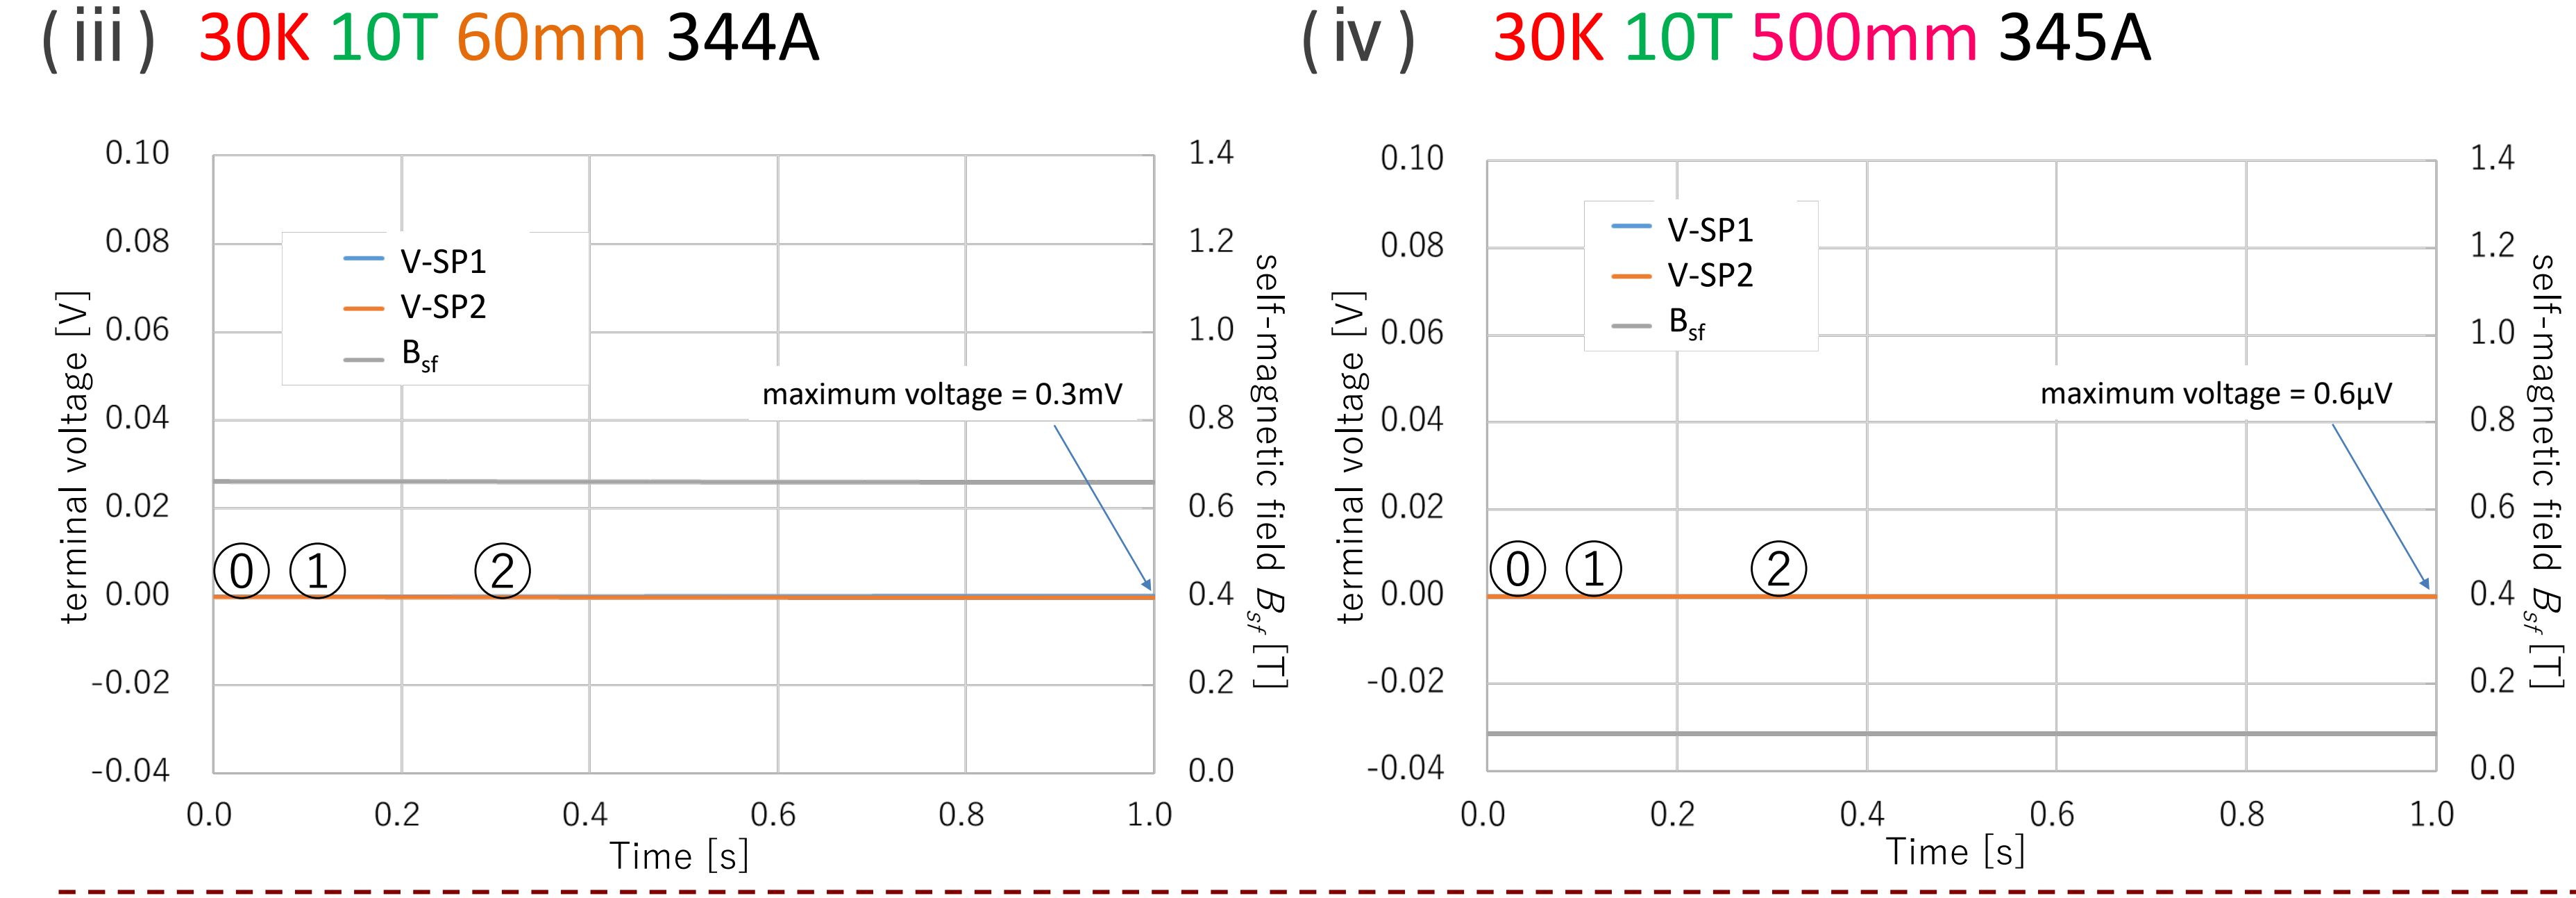 (iii) 30K 10T 60mm 344A
0.10
0.08
0.06
0.04
0.02
0.00
-0.02
-0.04
terminal voltage [V]
V-SP1
V-SP2
Bsf
maximum voltage = 0.3mV
⓪ ① ②
1.4
1.2
1.0
0.8
0.6
0.4
0.2
0.0
self-magnetic field Bsf [T]
0.0 0.2 0.4 0.6 0.8 1.0
Time [s]
(iv) 30K 10T 500mm 345A
0.10
0.08
0.06
0.04
0.02
0.00
-0.02
-0.04
terminal voltage [V]
V-SP1
V-SP2
Bsf
maximum voltage = 0.6μV
⓪ ① ②
1.4
1.2
1.0
0.8
0.6
0.4
0.2
0.0
self-magnetic field Bsf [T]
0.0 0.2 0.4 0.6 0.8 1.0
Time [s]